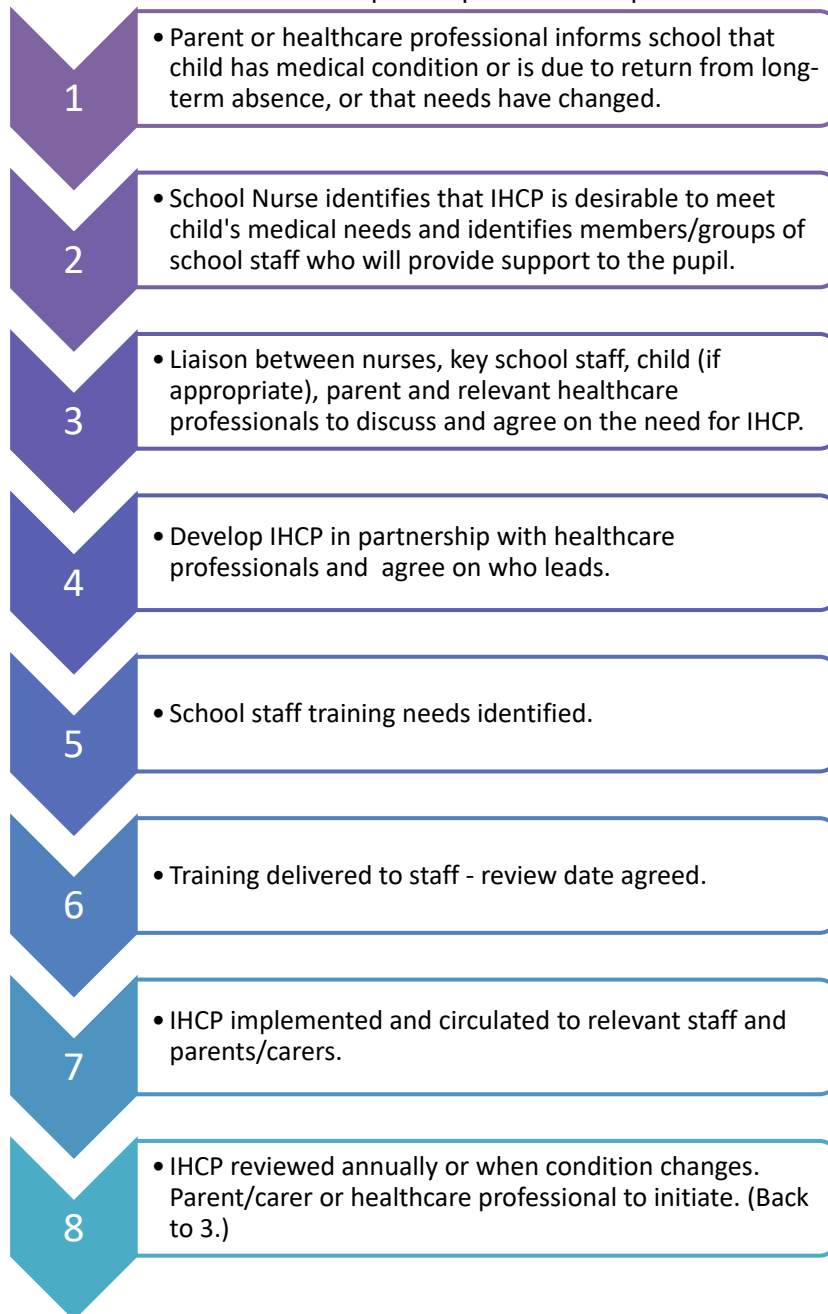 1
• Parent or healthcare professional informs school that
child has medical condition or is due to return from long-
term absence, or that needs have changed.
2
• School Nurse identifies that IHCP is desirable to meet
child's medical needs and identifies members/groups of
school staff who will provide support to the pupil.
3
• Liaison between nurses, key school staff, child (if
appropriate), parent and relevant healthcare
professionals to discuss and agree on the need for IHCP.
4
• Develop IHCP in partnership with healthcare
professionals and  agree on who leads.
5
• School staff training needs identified.
6
• Training delivered to staff - review date agreed.
7
• IHCP implemented and circulated to relevant staff and
parents/carers.
8
• IHCP reviewed annually or when condition changes.
Parent/carer or healthcare professional to initiate. (Back
to 3.)